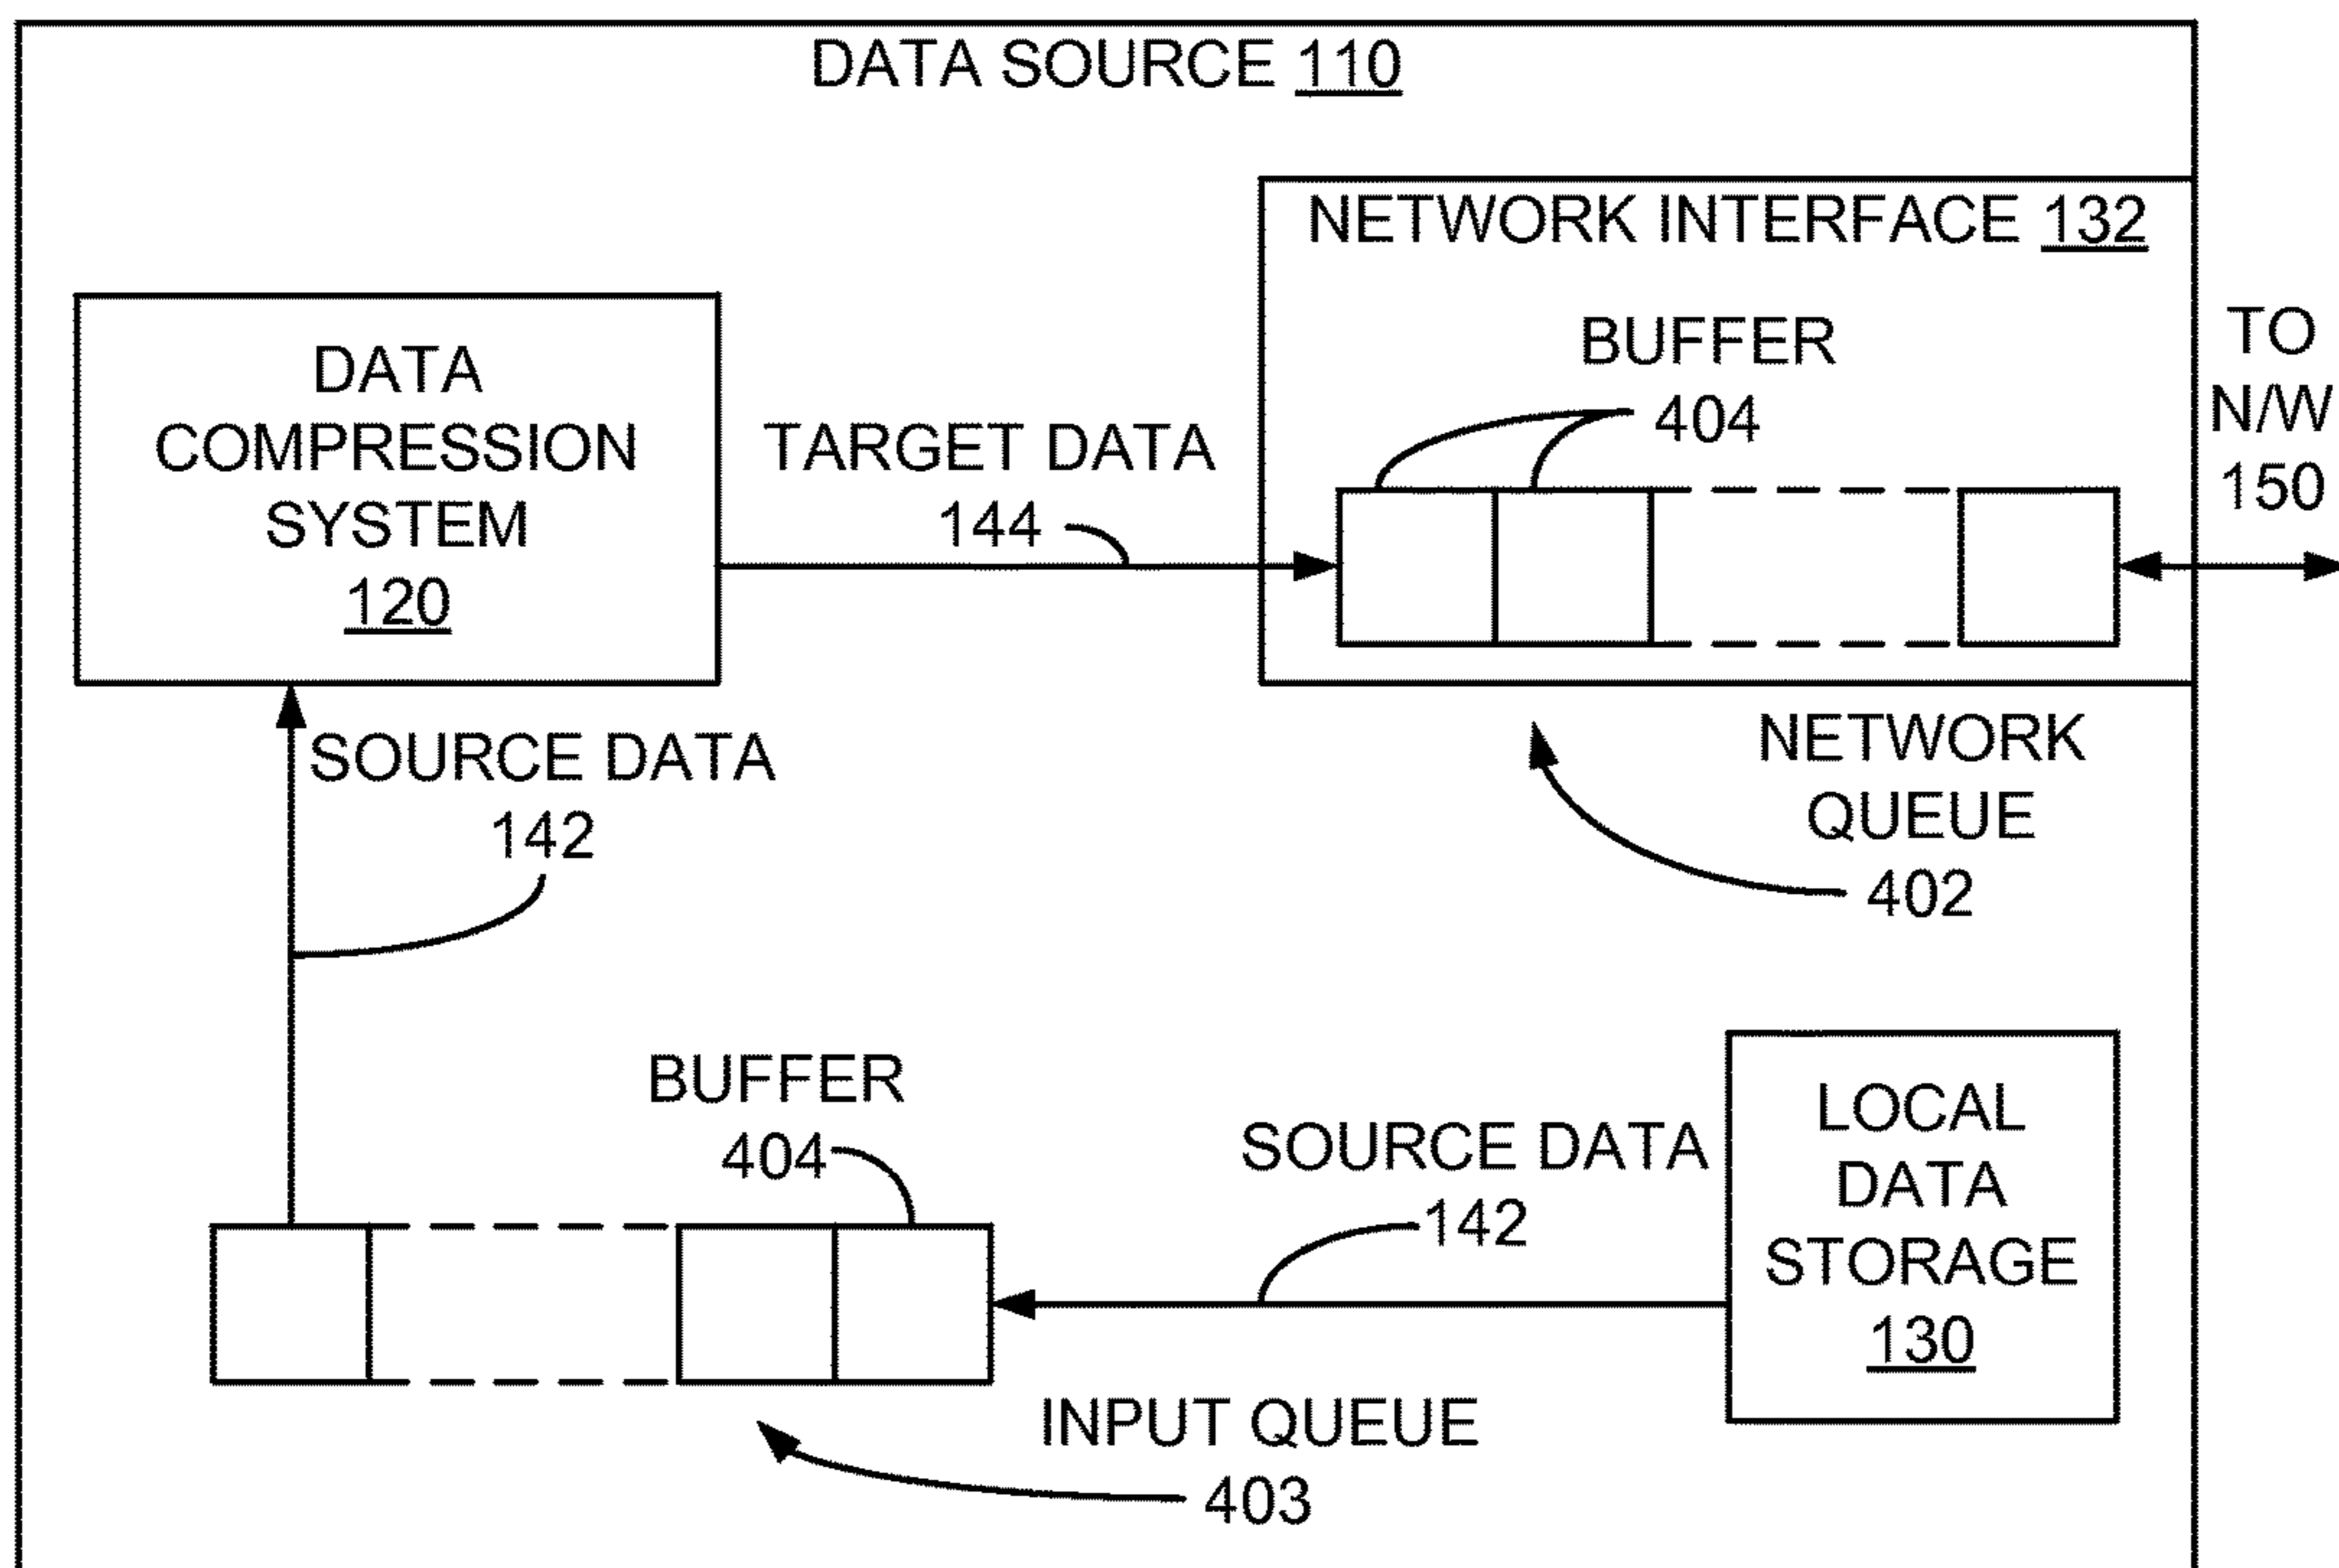 DATA SOURCE 110
NETWORK INTERFACE 132
DATA
COMPRESSION
SYSTEM
120
TARGET DATA
144
BUFFER
404
TO
N/W
150
SOURCE DATA
142
NETWORK
QUEUE
402
BUFFER
404
SOURCE DATA
142
LOCAL
DATA
STORAGE
130
INPUT QUEUE
403